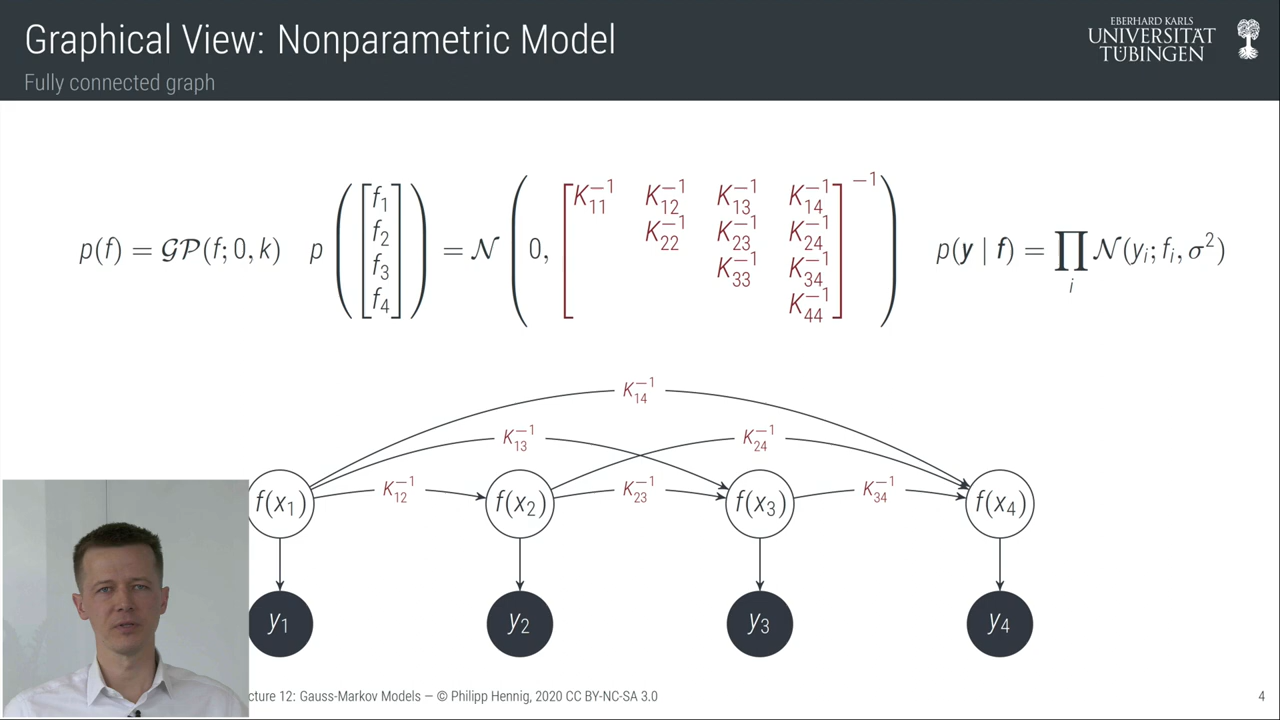 Graphical View: Nonparametric Model
Fully connected graph
EBERHARD KARLS
UNIVERSITÄT
TÜBINGEN
p(f) = 𝒢𝒫(f; 0, k) p([f₁ f₂ f₃ f₄]) = 𝒩(0, [K₁₁⁻¹ K₁₂⁻¹ K₁₃⁻¹ K₁₄⁻¹
K₂₂⁻¹ K₂₃⁻¹ K₂₄⁻¹
K₃₃⁻¹ K₃₄⁻¹
K₄₄⁻¹]⁻¹) p(y | f) = ∏ᵢ 𝒩(yᵢ; fᵢ, σ²)
K₁₄⁻¹
K₁₃⁻¹ K₂₄⁻¹
f(x₁) K₁₂⁻¹ f(x₂) K₂₃⁻¹ f(x₃) K₃₄⁻¹ f(x₄)
y₁ y₂ y₃ y₄
cture 12: Gauss-Markov Models — © Philipp Hennig, 2020 CC BY-NC-SA 3.0
4